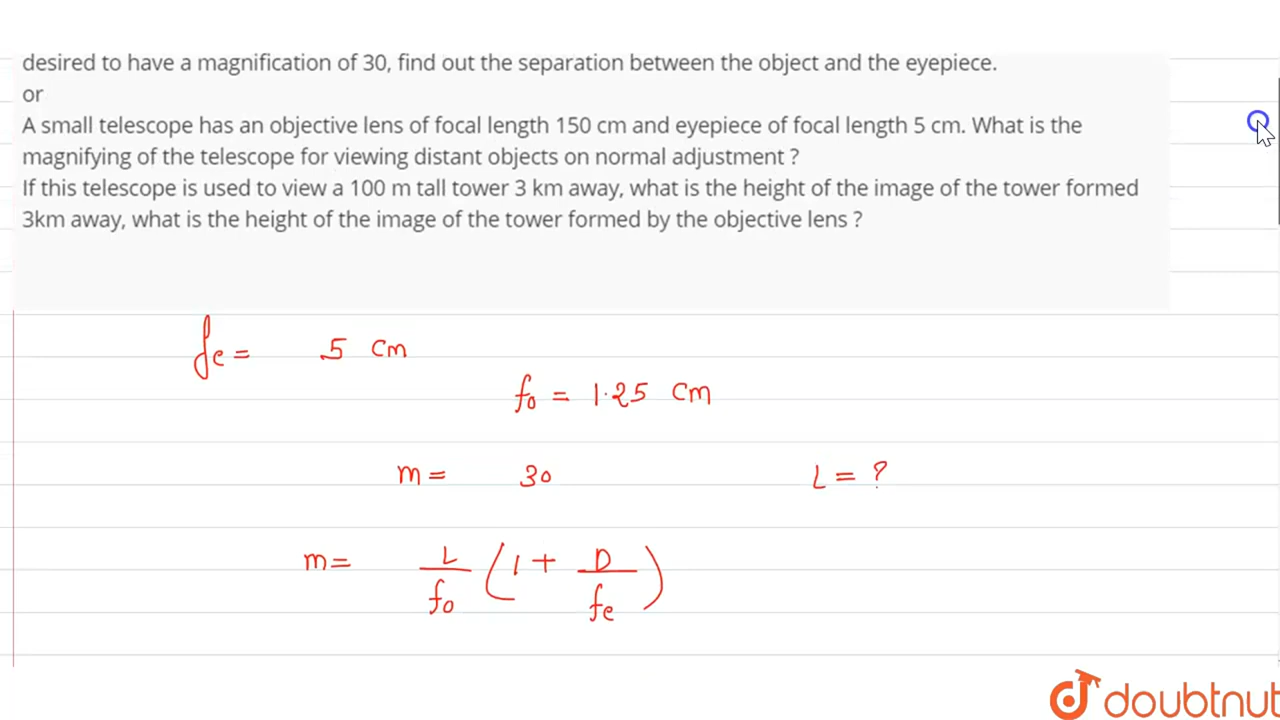 desired to have a magnification of 30, find out the separation between the object and the eyepiece.
or
A small telescope has an objective lens of focal length 150 cm and eyepiece of focal length 5 cm. What is the
magnifying of the telescope for viewing distant objects on normal adjustment ?
If this telescope is used to view a 100 m tall tower 3 km away, what is the height of the image of the tower formed
3km away, what is the height of the image of the tower formed by the objective lens ?
fe = 5 cm
fo = 1.25 cm
m = 30 L = ?
m = L/fo (1 + D/fe)
doubtnut